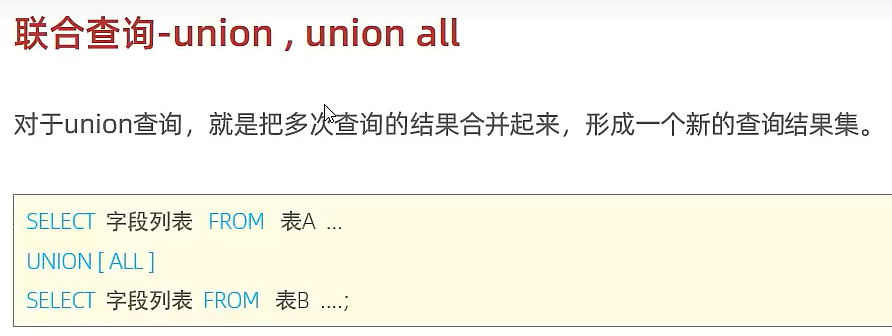 联合查询-union , union all
对于union查询，就是把多次查询的结果合并起来，形成一个新的查询结果集。
SELECT 字段列表 FROM 表A ...
UNION [ ALL ]
SELECT 字段列表 FROM 表B ....;